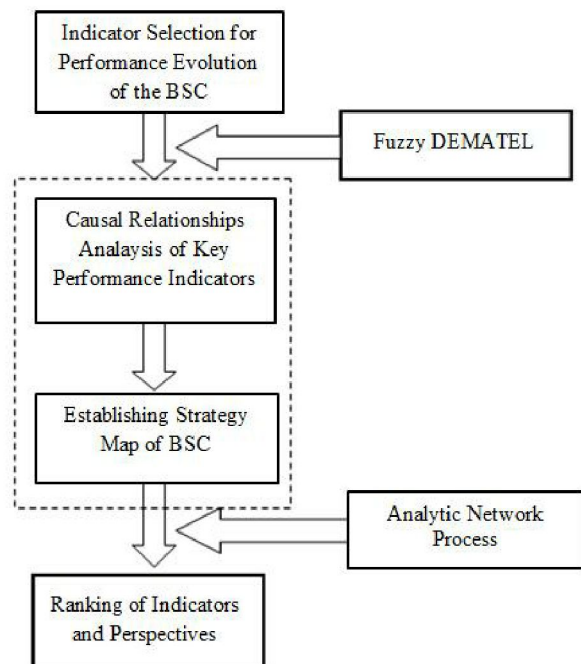 Indicator Selection for
Performance Evolution
of the BSC
Fuzzy DEMATEL
Causal Relationships
Analaysis of Key
Performance Indicators
Establishing Strategy
Map of BSC
Analytic Network
Process
Ranking of Indicators
and Perspectives